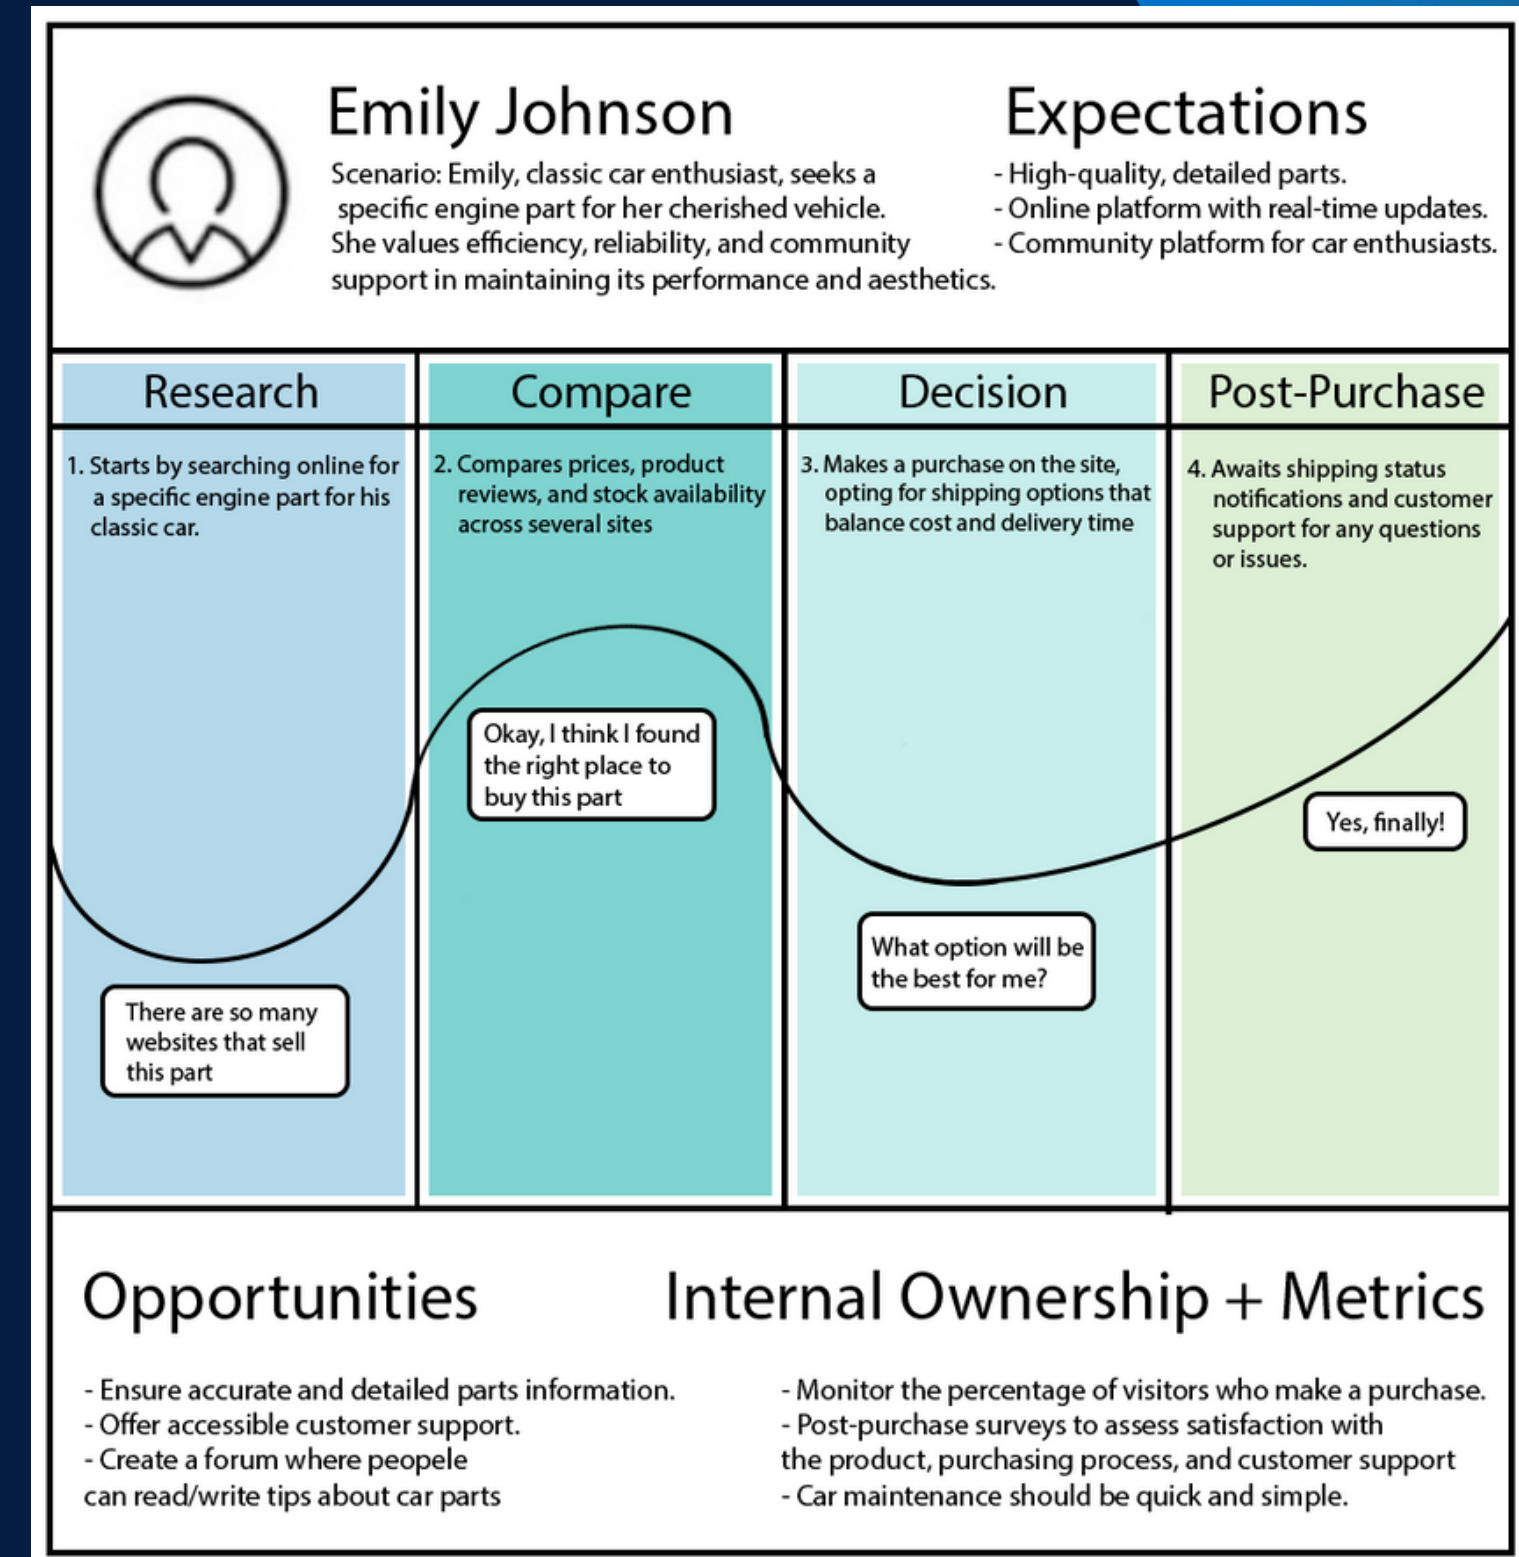 Emily Johnson
Scenario: Emily, classic car enthusiast, seeks a
specific engine part for her cherished vehicle.
She values efficiency, reliability, and community
support in maintaining its performance and aesthetics.
Expectations
- High-quality, detailed parts.
- Online platform with real-time updates.
- Community platform for car enthusiasts.
Research
1. Starts by searching online for
a specific engine part for his
classic car.
There are so many
websites that sell
this part
Compare
2. Compares prices, product
reviews, and stock availability
across several sites
Okay, I think I found
the right place to
buy this part
Decision
3. Makes a purchase on the site,
opting for shipping options that
balance cost and delivery time
What option will be
the best for me?
Post-Purchase
4. Awaits shipping status
notifications and customer
support for any questions
or issues.
Yes, finally!
Opportunities
- Ensure accurate and detailed parts information.
- Offer accessible customer support.
- Create a forum where peopele
can read/write tips about car parts
Internal Ownership + Metrics
- Monitor the percentage of visitors who make a purchase.
- Post-purchase surveys to assess satisfaction with
the product, purchasing process, and customer support
- Car maintenance should be quick and simple.